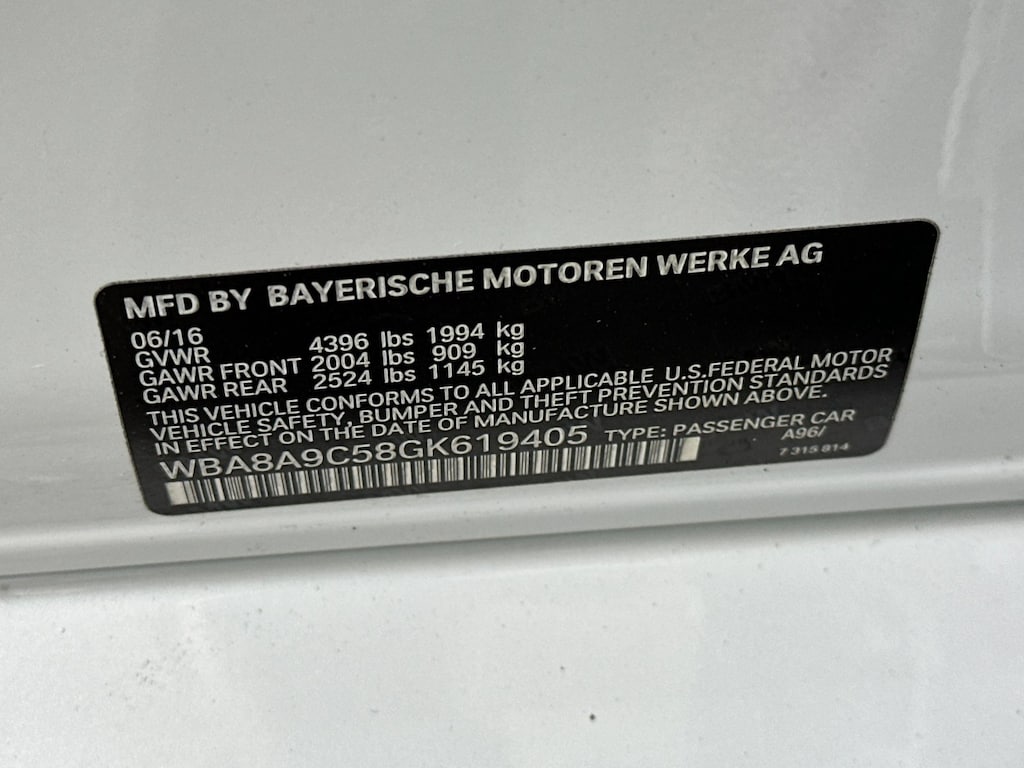 MFD BY BAYERISCHE MOTOREN WERKE AG
06/16
GVWR 4396 lbs 1994 kg
GAWR FRONT 2004 lbs 909 kg
GAWR REAR 2524 lbs 1145 kg
THIS VEHICLE CONFORMS TO ALL APPLICABLE U.S.FEDERAL MOTOR
VEHICLE SAFETY, BUMPER AND THEFT PREVENTION STANDARDS
IN EFFECT ON THE DATE OF MANUFACTURE SHOWN ABOVE.
WBA8A9C58GK619405 TYPE: PASSENGER CAR
A96/
7 315 814